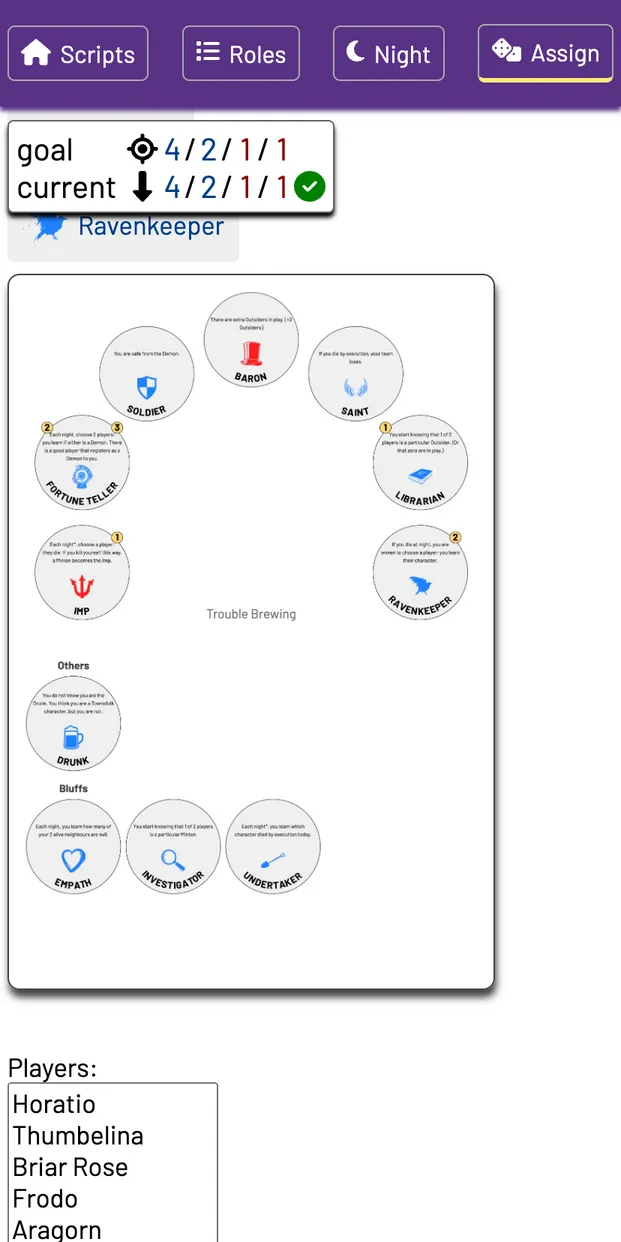 Scripts Roles Night Assign
goal 4/2/1/1
current 4/2/1/1
Ravenkeeper
There are extra Outsiders in play. [+2
Outsiders]
BARON
You are safe from the Demon.
SOLDIER
If you die by execution, your team
loses.
SAINT
2 3
Each night, choose 2 players:
you learn if either is a Demon. There
is a good player that registers as a
Demon to you.
FORTUNE TELLER
1
You start knowing that 1 of 2
players is a particular Outsider. (Or
that zero are in play.)
LIBRARIAN
1
Each night*, choose a player:
they die. If you kill yourself this way,
a Minion becomes the Imp.
IMP
2
If you die at night, you are
woken to choose a player: you learn
their character.
RAVENKEEPER
Trouble Brewing
Others
You do not know you are the
Drunk. You think you are a Townsfolk
character, but you are not.
DRUNK
Bluffs
Each night, you learn how many of
your 2 alive neighbours are evil.
EMPATH
You start knowing that 1 of 2 players
is a particular Minion.
INVESTIGATOR
Each night*, you learn which
character died by execution today.
UNDERTAKER
Players:
Horatio
Thumbelina
Briar Rose
Frodo
Aragorn